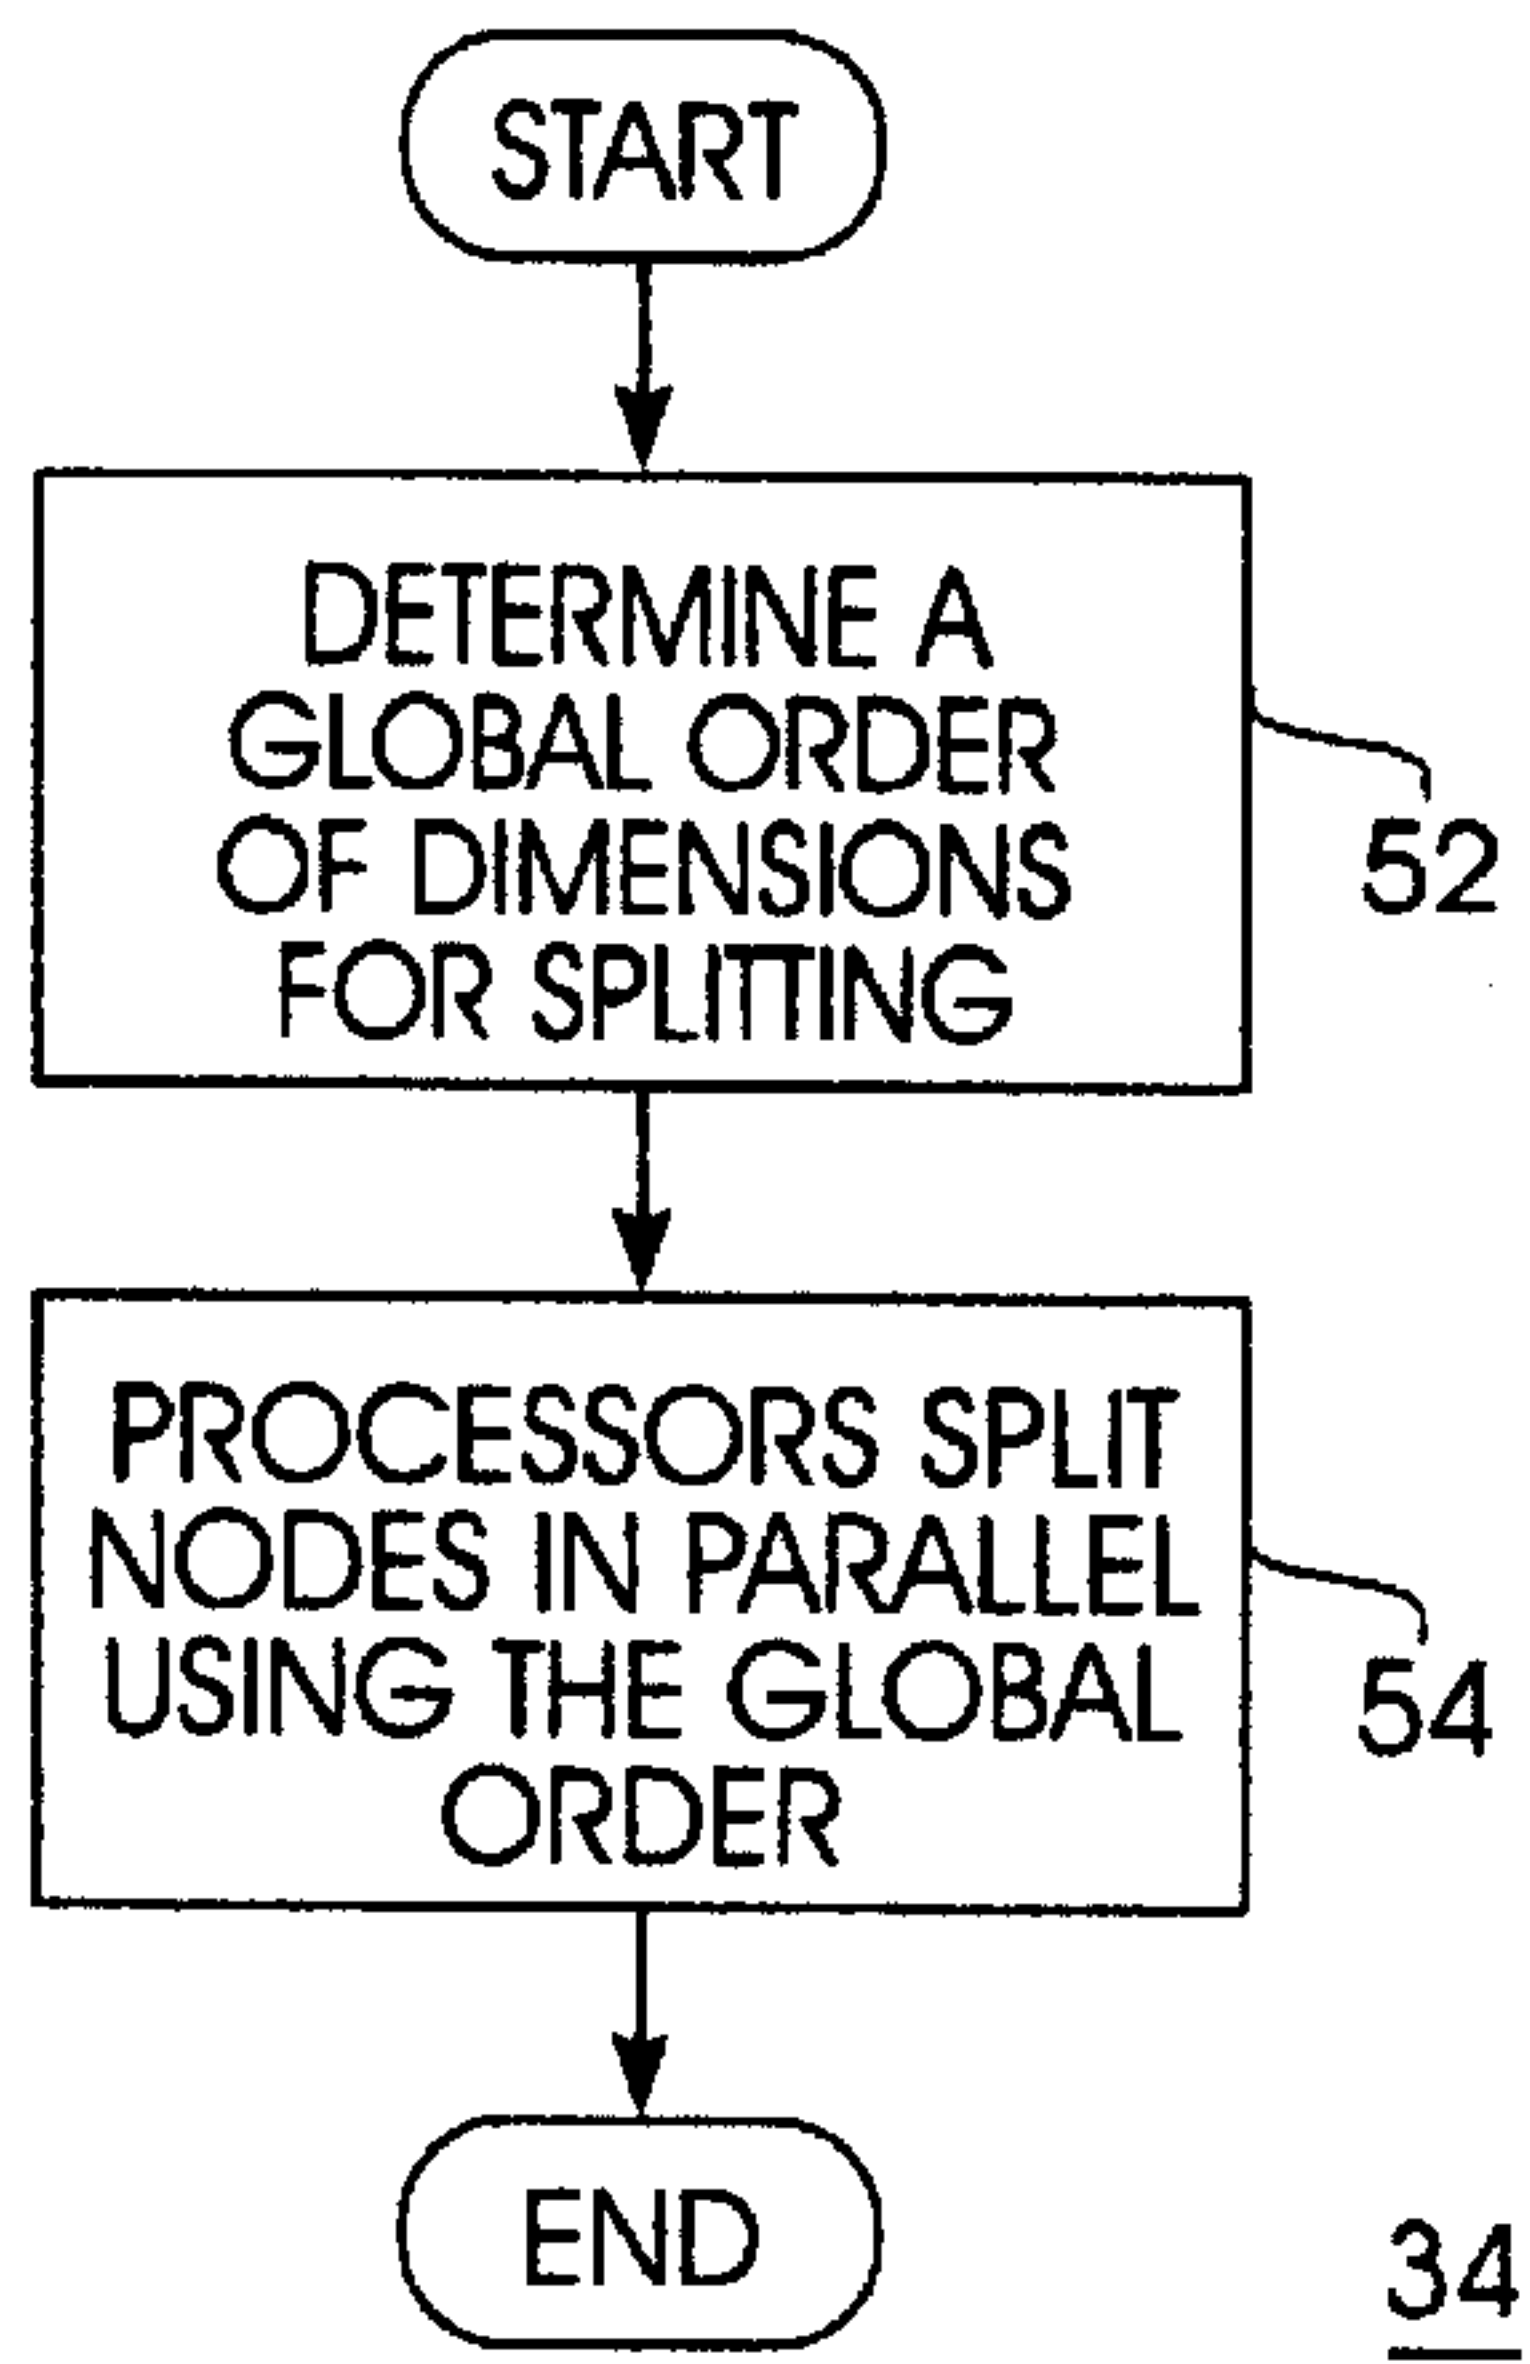 START
DETERMINE A
GLOBAL ORDER
OF DIMENSIONS
FOR SPLITTING
52
PROCESSORS SPLIT
NODES IN PARALLEL
USING THE GLOBAL
ORDER
54
END
34